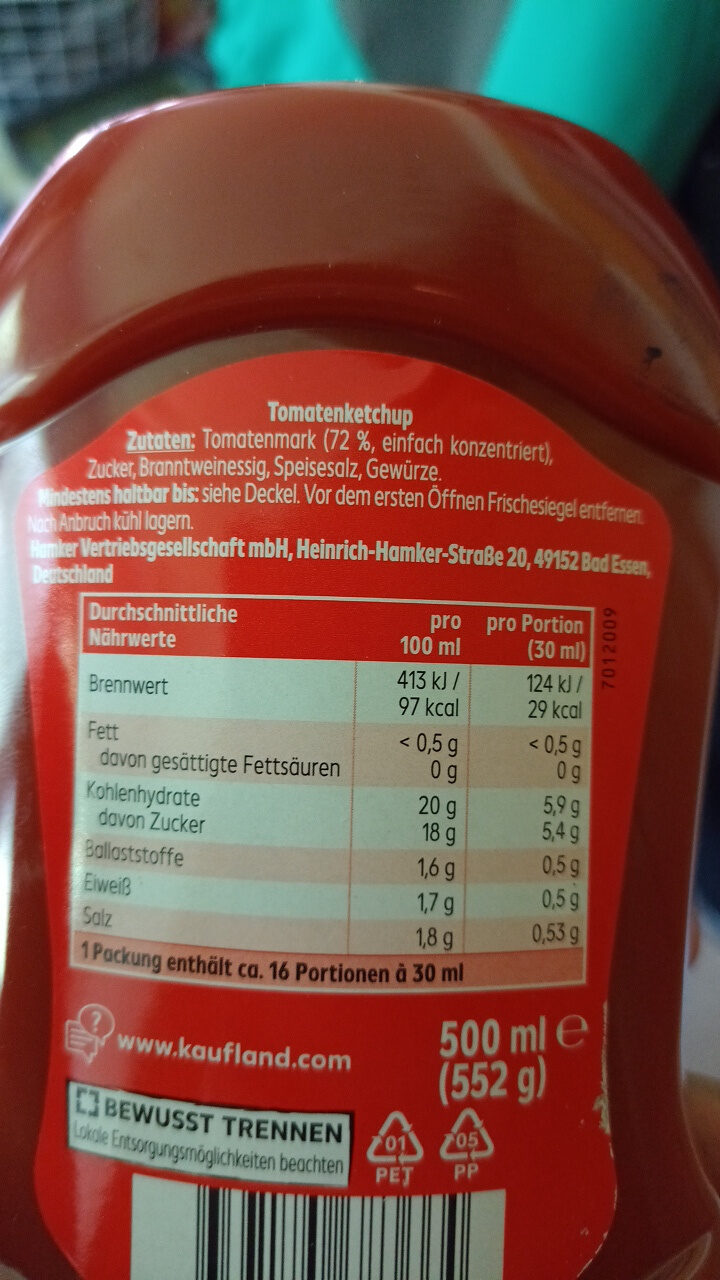 Tomatenketchup
Zutaten: Tomatenmark (72 %, einfach konzentriert),
Zucker, Branntweinessig, Speisesalz, Gewürze.
Mindestens haltbar bis: siehe Deckel. Vor dem ersten Öffnen Frischesiegel entfernen.
Nach Anbruch kühl lagern.
Hamker Vertriebsgesellschaft mbH, Heinrich-Hamker-Straße 20, 49152 Bad Essen,
Deutschland
Durchschnittliche Nährwerte pro 100 ml pro Portion (30 ml)
Brennwert 413 kJ / 97 kcal 124 kJ / 29 kcal
Fett < 0,5 g < 0,5 g
davon gesättigte Fettsäuren 0 g 0 g
Kohlenhydrate 20 g 5,9 g
davon Zucker 18 g 5,4 g
Ballaststoffe 1,6 g 0,5 g
Eiweiß 1,7 g 0,5 g
Salz 1,8 g 0,53 g
1 Packung enthält ca. 16 Portionen à 30 ml
7012009
?
www.kaufland.com
500 ml e
(552 g)
BEWUSST TRENNEN
Lokale Entsorgungsmöglichkeiten beachten
01
PET
05
PP